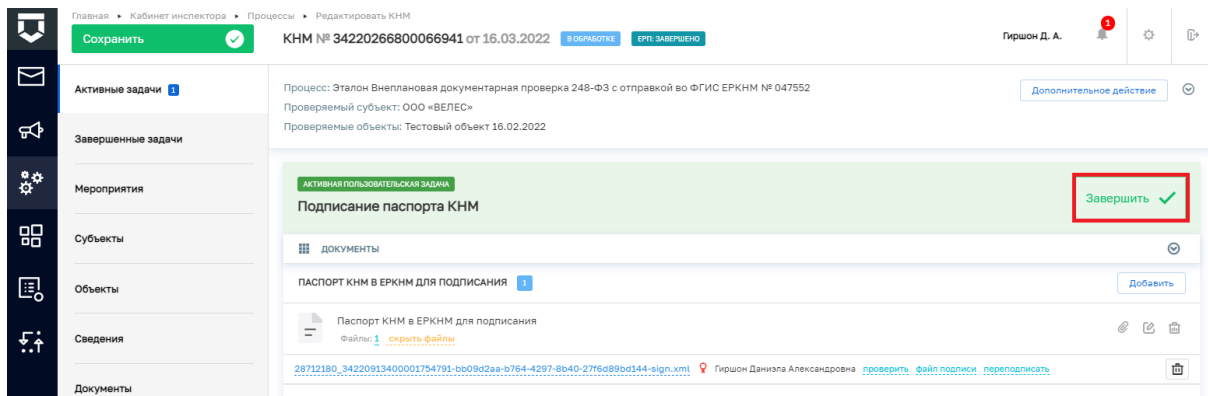 Главная ▸ Кабинет инспектора ▸ Процессы ▸ Редактировать КНМ
Сохранить
КНМ № 34220266800066941 от 16.03.2022 В ОБРАБОТКЕ ЕРП: ЗАВЕРШЕНО
Гиршон Д. А.
1
Активные задачи 1
Завершенные задачи
Мероприятия
Субъекты
Объекты
Сведения
Документы
Процесс: Эталон Внеплановая документарная проверка 248-ФЗ с отправкой во ФГИС ЕРКНМ № 047552
Дополнительное действие
Проверяемый субъект: ООО «ВЕЛЕС»
Проверяемые объекты: Тестовый объект 16.02.2022
АКТИВНАЯ ПОЛЬЗОВАТЕЛЬСКАЯ ЗАДАЧА
Подписание паспорта КНМ
Завершить
ДОКУМЕНТЫ
ПАСПОРТ КНМ В ЕРКНМ ДЛЯ ПОДПИСАНИЯ 1
Добавить
Паспорт КНМ в ЕРКНМ для подписания
Файлы: 1 скрыть файлы
28712180_34220913400001754791-bb09d2aa-b764-4297-8b40-27f6d89bd144-sign.xml Гиршон Даниэла Александровна проверить файл подписи переподписать